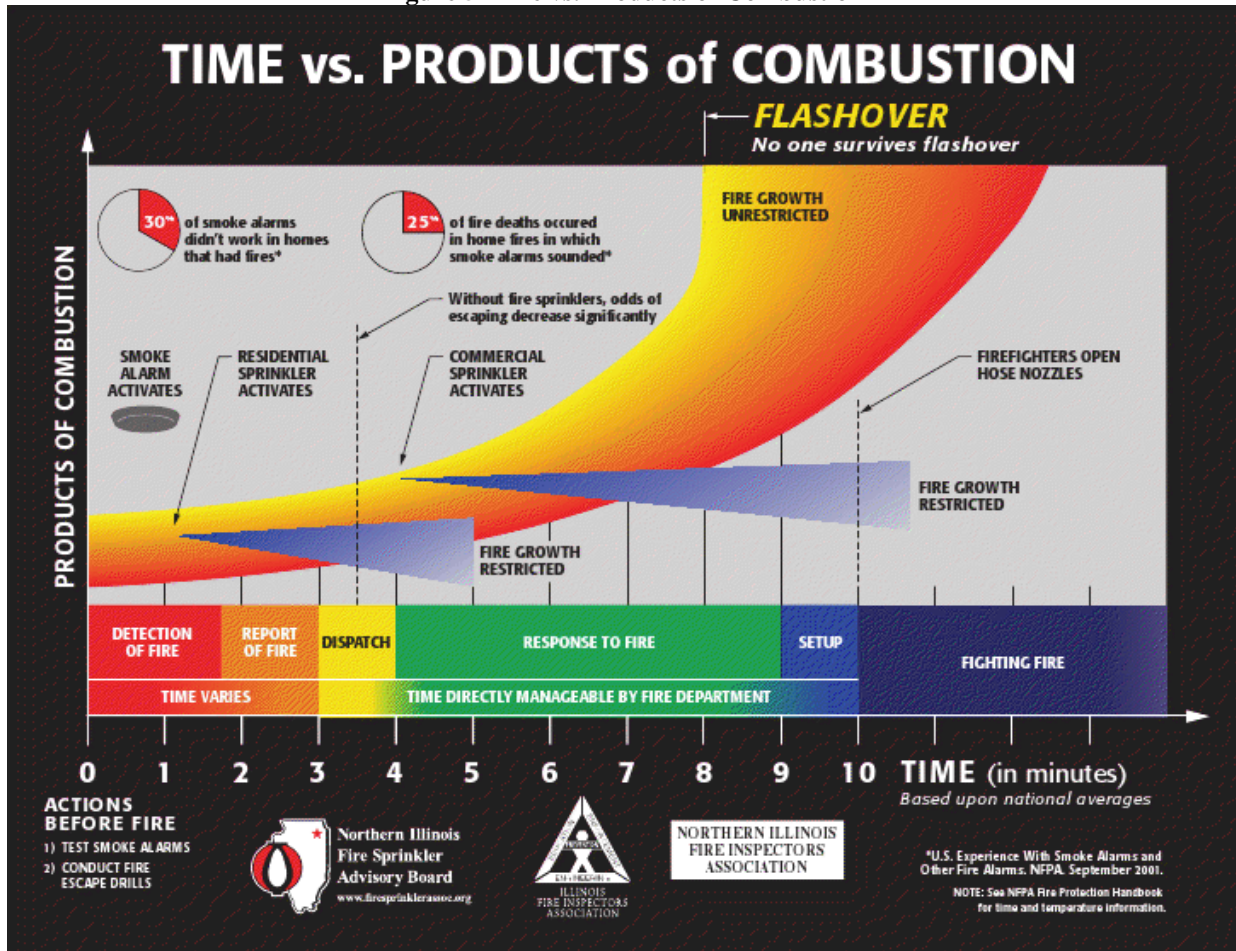 TIME vs. PRODUCTS of COMBUSTION
FLASHOVER
No one survives flashover
PRODUCTS OF COMBUSTION
30%
of smoke alarms
didn't work in homes
that had fires*
25%
of fire deaths occured
in home fires in which
smoke alarms sounded*
FIRE GROWTH
UNRESTRICTED
Without fire sprinklers, odds of
escaping decrease significantly
SMOKE
ALARM
ACTIVATES
RESIDENTIAL
SPRINKLER
ACTIVATES
COMMERCIAL
SPRINKLER
ACTIVATES
FIREFIGHTERS OPEN
HOSE NOZZLES
FIRE GROWTH
RESTRICTED
FIRE GROWTH
RESTRICTED
DETECTION
OF FIRE
REPORT
OF FIRE
DISPATCH
RESPONSE TO FIRE
SETUP
FIGHTING FIRE
TIME VARIES
TIME DIRECTLY MANAGEABLE BY FIRE DEPARTMENT
0 1 2 3 4 5 6 7 8 9 10 TIME (in minutes)
Based upon national averages
ACTIONS
BEFORE FIRE
1) TEST SMOKE ALARMS
2) CONDUCT FIRE
ESCAPE DRILLS
Northern Illinois
Fire Sprinkler
Advisory Board
www.firesprinklerassoc.org
ILLINOIS
FIRE INSPECTORS
ASSOCIATION
NORTHERN ILLINOIS
FIRE INSPECTORS
ASSOCIATION
*U.S. Experience With Smoke Alarms and
Other Fire Alarms. NFPA. September 2001.
NOTE: See NFPA Fire Protection Handbook
for time and temperature information.